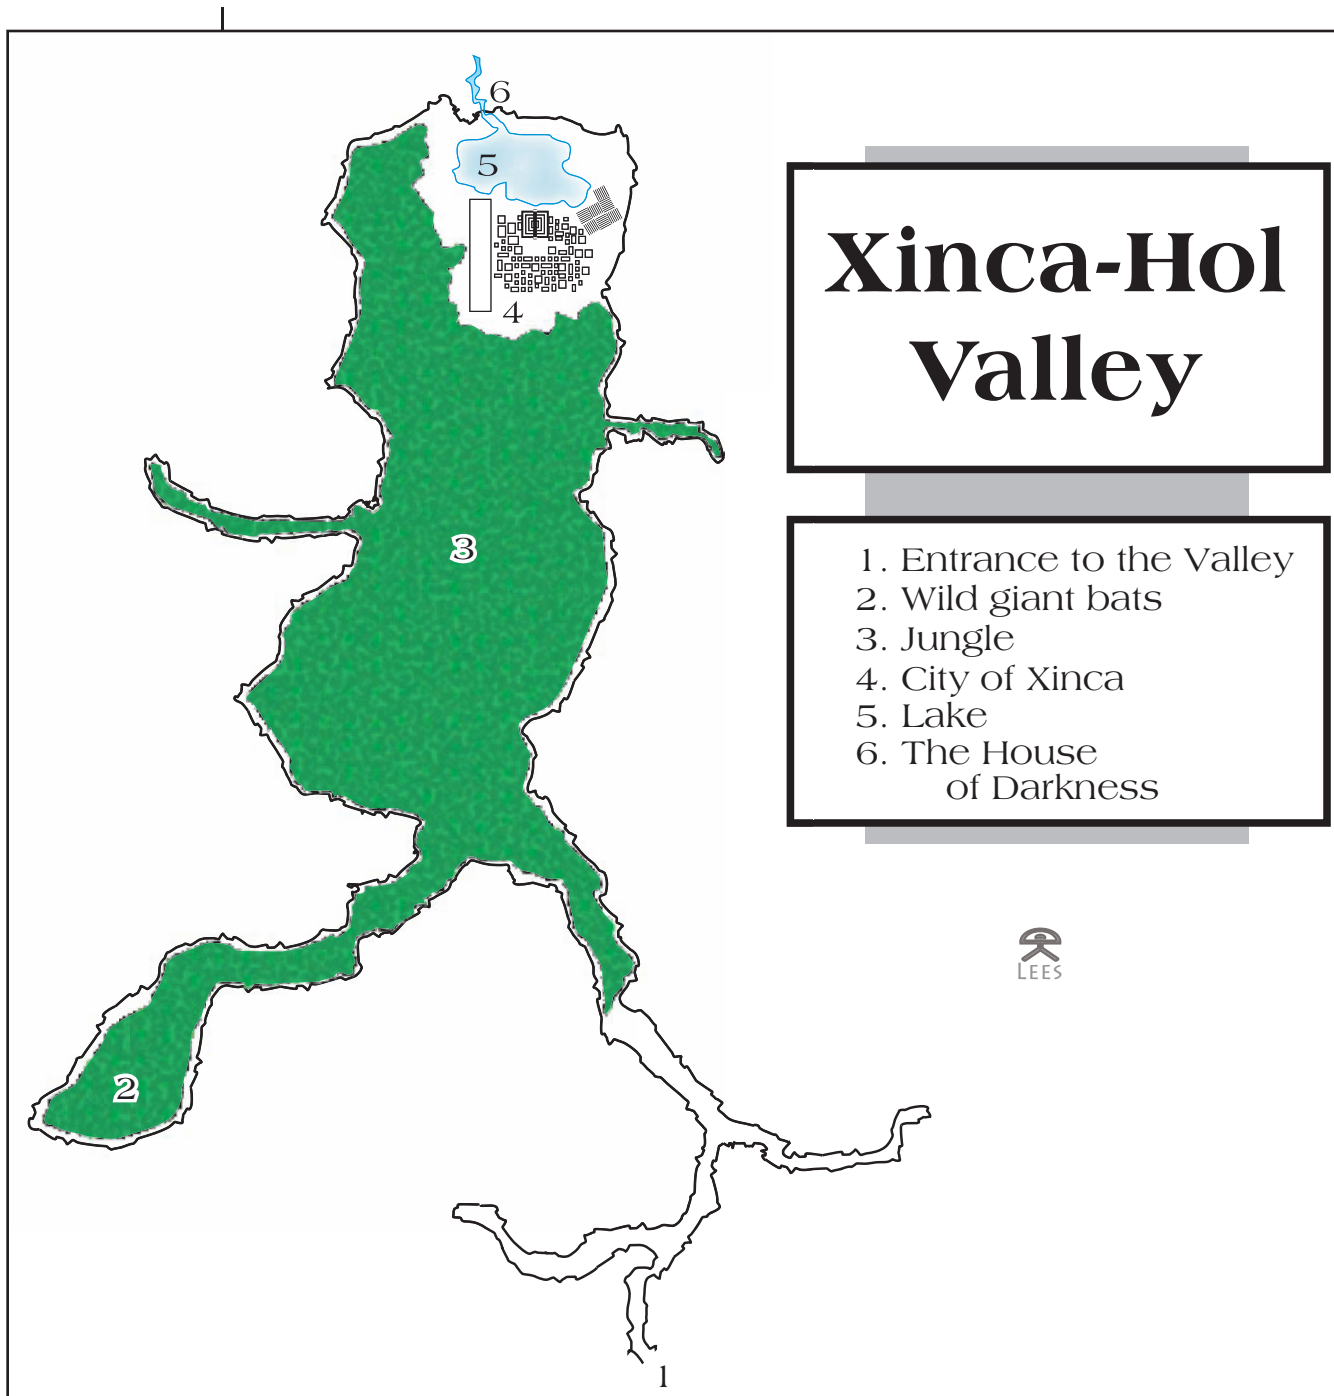 6
5
4
3
2
1
Xinca-Hol
Valley
1. Entrance to the Valley
2. Wild giant bats
3. Jungle
4. City of Xinca
5. Lake
6. The House
of Darkness
LEES